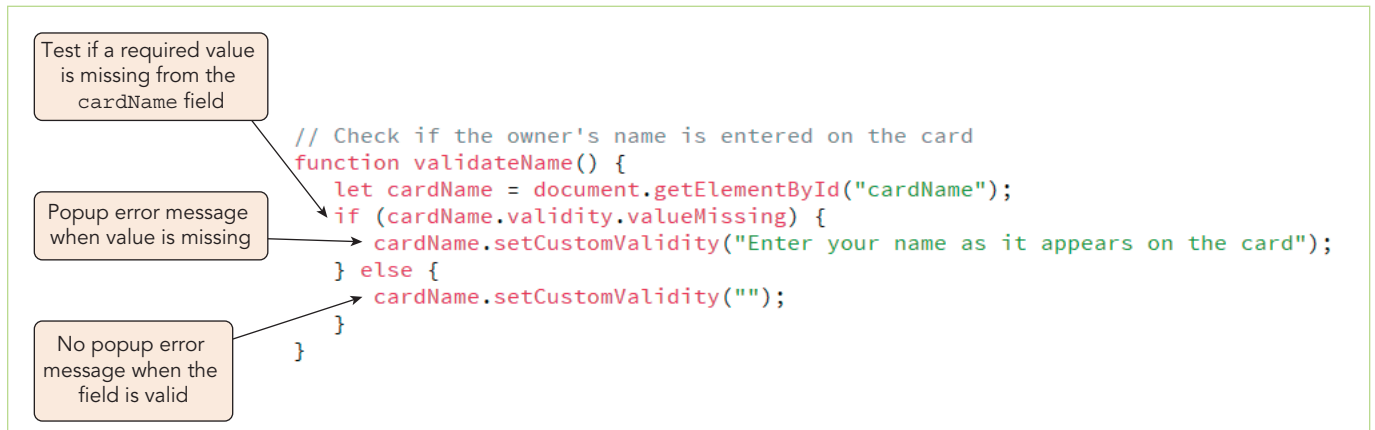 Test if a required value
is missing from the
cardName field
// Check if the owner's name is entered on the card
function validateName() {
let cardName = document.getElementById("cardName");
Popup error message
when value is missing
if (cardName.validity.valueMissing) {
cardName.setCustomValidity("Enter your name as it appears on the card");
} else {
cardName.setCustomValidity("");
}
}
No popup error
message when the
field is valid